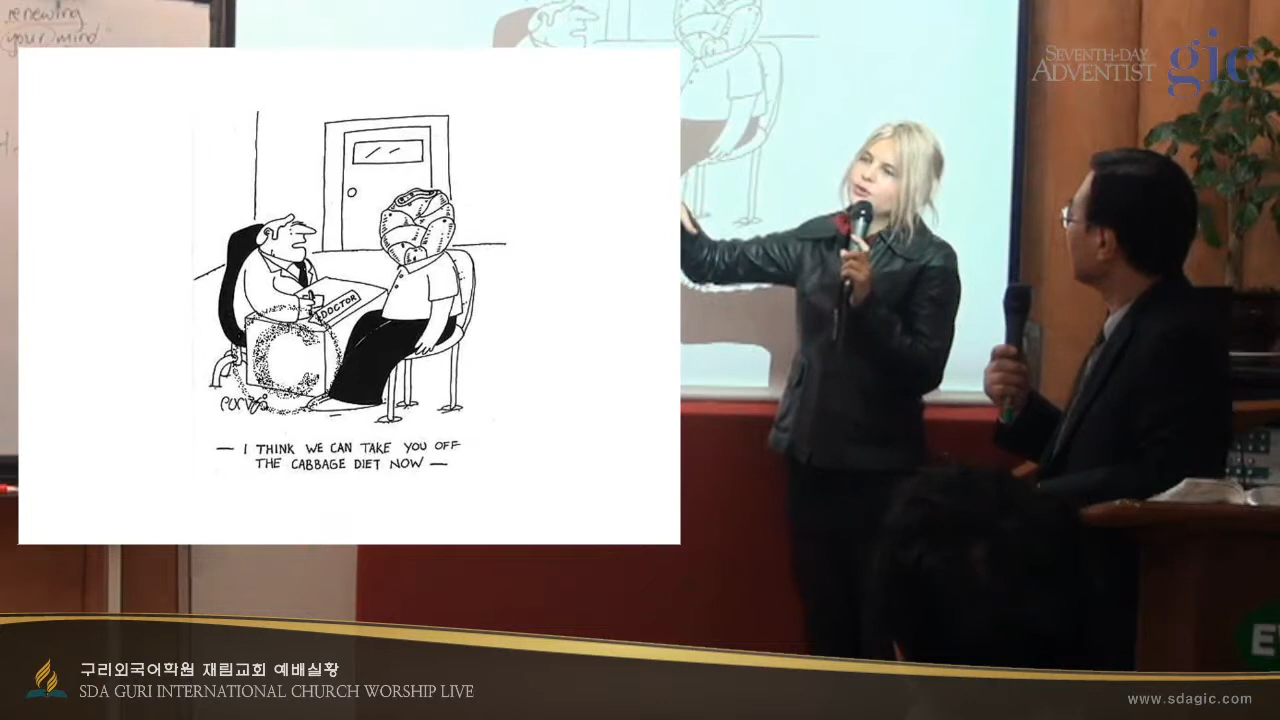 renewing
your mind
SEVENTH-DAY
ADVENTIST
gic
DOCTOR
PURVIS
— I THINK WE CAN TAKE YOU OFF
THE CABBAGE DIET NOW —
구리외국어학원 재림교회 예배실황
SDA GURI INTERNATIONAL CHURCH WORSHIP LIVE
www.sdagic.com